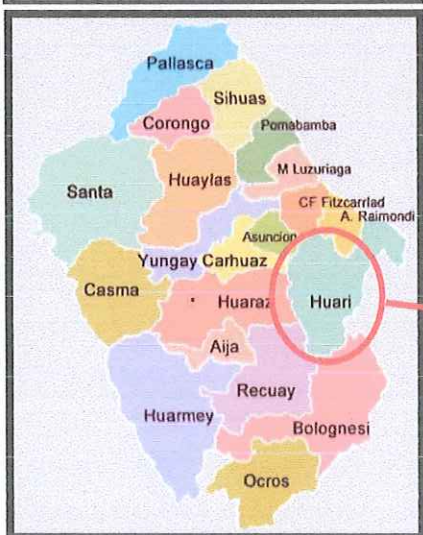 Pallasca
Sihuas
Corongo
Pomabamba
M Luzuriaga
Santa
Huaylas
CF Fitzcarrlad
A. Raimondi
Asuncion
Yungay Carhuaz
Casma
Huaraz
Huari
Aija
Recuay
Huarmey
Bolognesi
Ocros